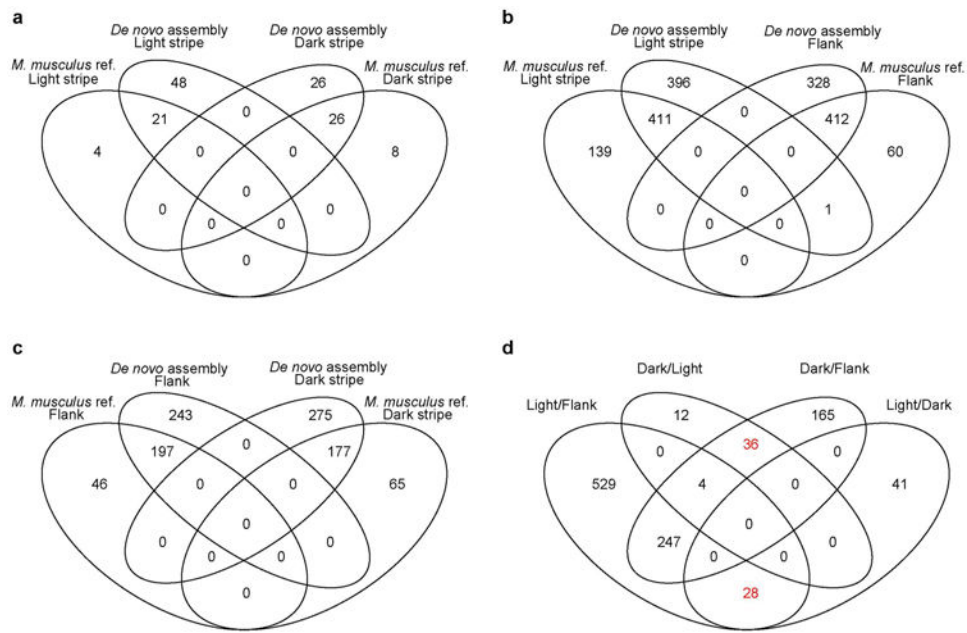 a
De novo assembly
Light stripe
De novo assembly
Dark stripe
M. musculus ref.
Light stripe
M. musculus ref.
Dark stripe
48
26
0
21
26
4
0
0
8
0
0
0
0
0
0
b
De novo assembly
Light stripe
De novo assembly
Flank
M. musculus ref.
Light stripe
M. musculus ref.
Flank
396
328
0
411
412
139
0
0
60
0
0
1
0
0
0
c
De novo assembly
Flank
De novo assembly
Dark stripe
M. musculus ref.
Flank
M. musculus ref.
Dark stripe
243
275
0
197
177
46
0
0
65
0
0
0
0
0
0
d
Dark/Light
Dark/Flank
Light/Flank
Light/Dark
12
165
36
0
0
529
4
0
41
0
247
0
0
0
28